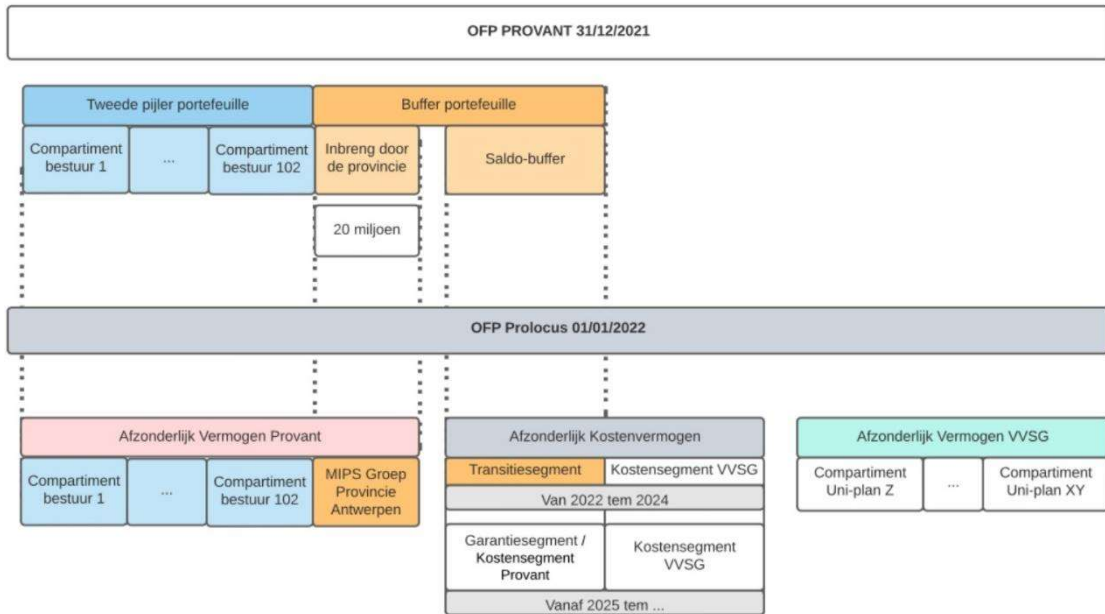 OFP PROVANT 31/12/2021
Tweede pijler portefeuille
Buffer portefeuille
Compartiment
bestuur 1
...
Compartiment
bestuur 102
Inbreng door
de provincie
Saldo-buffer
20 miljoen
OFP Prolocus 01/01/2022
Afzonderlijk Vermogen Provant
Afzonderlijk Kostenvermogen
Afzonderlijk Vermogen VVSG
Compartiment
bestuur 1
...
Compartiment
bestuur 102
MIPS Groep
Provincie
Antwerpen
Transitiesegment
Kostensegment VVSG
Van 2022 tem 2024
Garantiesegment /
Kostensegment
Provant
Kostensegment
VVSG
Vanaf 2025 tem ...
Compartiment
Uni-plan Z
...
Compartiment
Uni-plan XY